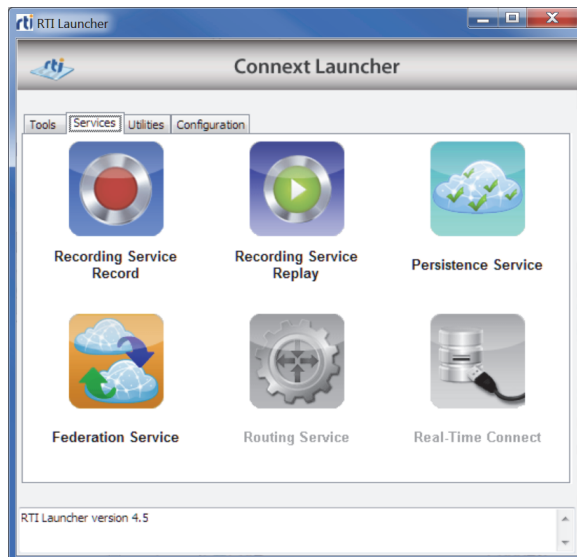 rti RTI Launcher
rti
Connext Launcher
Tools Services Utilities Configuration
Recording Service
Record
Recording Service
Replay
Persistence Service
Federation Service
Routing Service
Real-Time Connect
RTI Launcher version 4.5